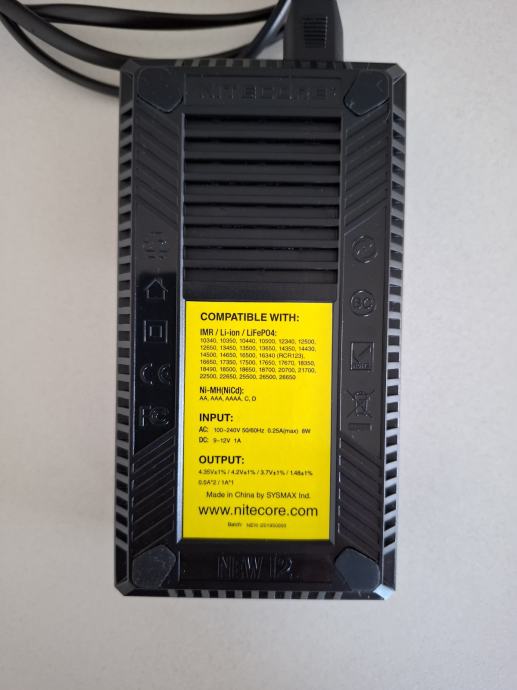 NITECORE
COMPATIBLE WITH:
IMR / Li-ion / LiFePO4:
10340, 10350, 10440, 10500, 12340, 12500,
12650, 13450, 13500, 13650, 14350, 14430,
14500, 14650, 16500, 16340 (RCR123),
16650, 17350, 17500, 17650, 17670, 18350,
18490, 18500, 18650, 18700, 20700, 21700,
22500, 22650, 25500, 26500, 26650
Ni-MH(NiCd):
AA, AAA, AAAA, C, D
INPUT:
AC: 100~240V 50/60Hz 0.25A(max) 8W
DC: 9~12V 1A
OUTPUT:
4.35V±1% / 4.2V±1% / 3.7V±1% / 1.48±1%
0.5A*2 / 1A*1
Made in China by SYSMAX Ind.
www.nitecore.com
Batch:
NEW i2
CE
FC